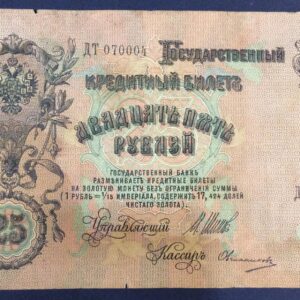 ДТ 070004
Государственный
Кредитный Билетъ
Двадцать пять
Рублей
Государственный Банкъ
размѣниваетъ кредитные билеты
на золотую монету безъ ограниченія суммы
(1 рубль = 1/15 имперіала, содержитъ 17,424 долей
чистаго золота).
Управляющій
Кассиръ
25